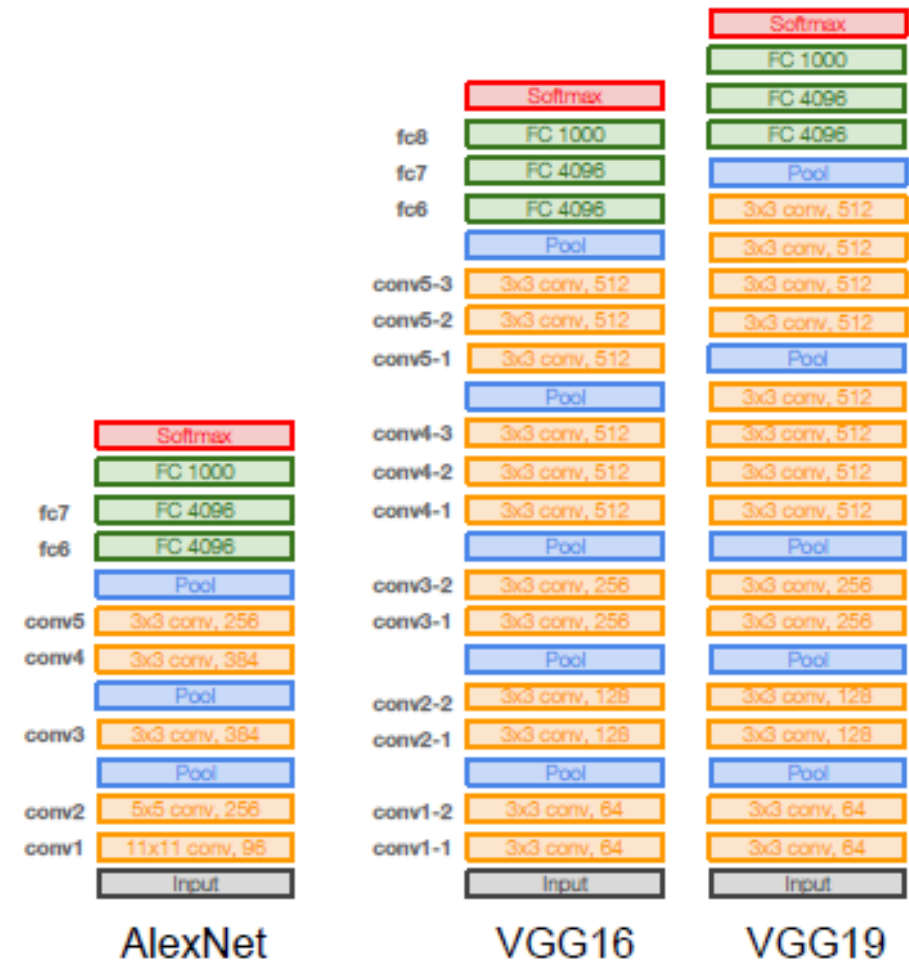 Softmax
FC 1000
fc7 FC 4096
fc6 FC 4096
Pool
conv5 3x3 conv, 256
conv4 3x3 conv, 384
Pool
conv3 3x3 conv, 384
Pool
conv2 5x5 conv, 256
conv1 11x11 conv, 96
Input
AlexNet
Softmax
fc8 FC 1000
fc7 FC 4096
fc6 FC 4096
Pool
conv5-3 3x3 conv, 512
conv5-2 3x3 conv, 512
conv5-1 3x3 conv, 512
Pool
conv4-3 3x3 conv, 512
conv4-2 3x3 conv, 512
conv4-1 3x3 conv, 512
Pool
conv3-2 3x3 conv, 256
conv3-1 3x3 conv, 256
Pool
conv2-2 3x3 conv, 128
conv2-1 3x3 conv, 128
Pool
conv1-2 3x3 conv, 64
conv1-1 3x3 conv, 64
Input
VGG16
Softmax
FC 1000
FC 4096
FC 4096
Pool
3x3 conv, 512
3x3 conv, 512
3x3 conv, 512
3x3 conv, 512
Pool
3x3 conv, 512
3x3 conv, 512
3x3 conv, 512
3x3 conv, 512
Pool
3x3 conv, 256
3x3 conv, 256
Pool
3x3 conv, 128
3x3 conv, 128
Pool
3x3 conv, 64
3x3 conv, 64
Input
VGG19